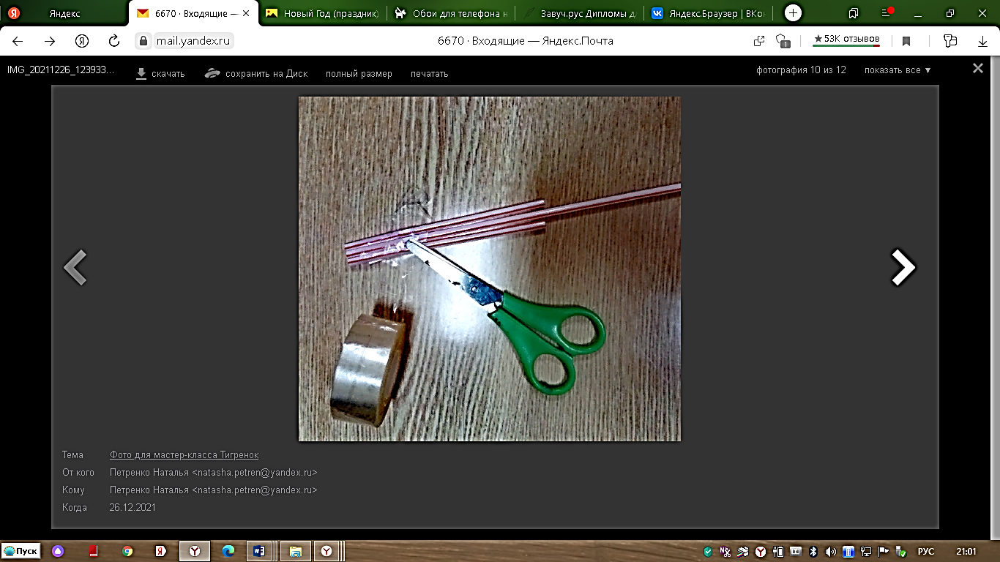 Яндекс
6670 · Входящие —
Новый Год (праздник)
Обои для телефона н
Завуч.рус Дипломы д
Яндекс.Браузер | ВКон
mail.yandex.ru
6670 · Входящие — Яндекс.Почта
★ 53K отзывов
1
IMG_20211226_123933...
скачать
сохранить на Диск
полный размер
печатать
фотография 10 из 12
показать все ▼
Тема Фото для мастер-класса Тигренок
От кого Петренко Наталья <natasha.petren@yandex.ru>
Кому Петренко Наталья <natasha.petren@yandex.ru>
Когда 26.12.2021
Пуск
РУС
21:01